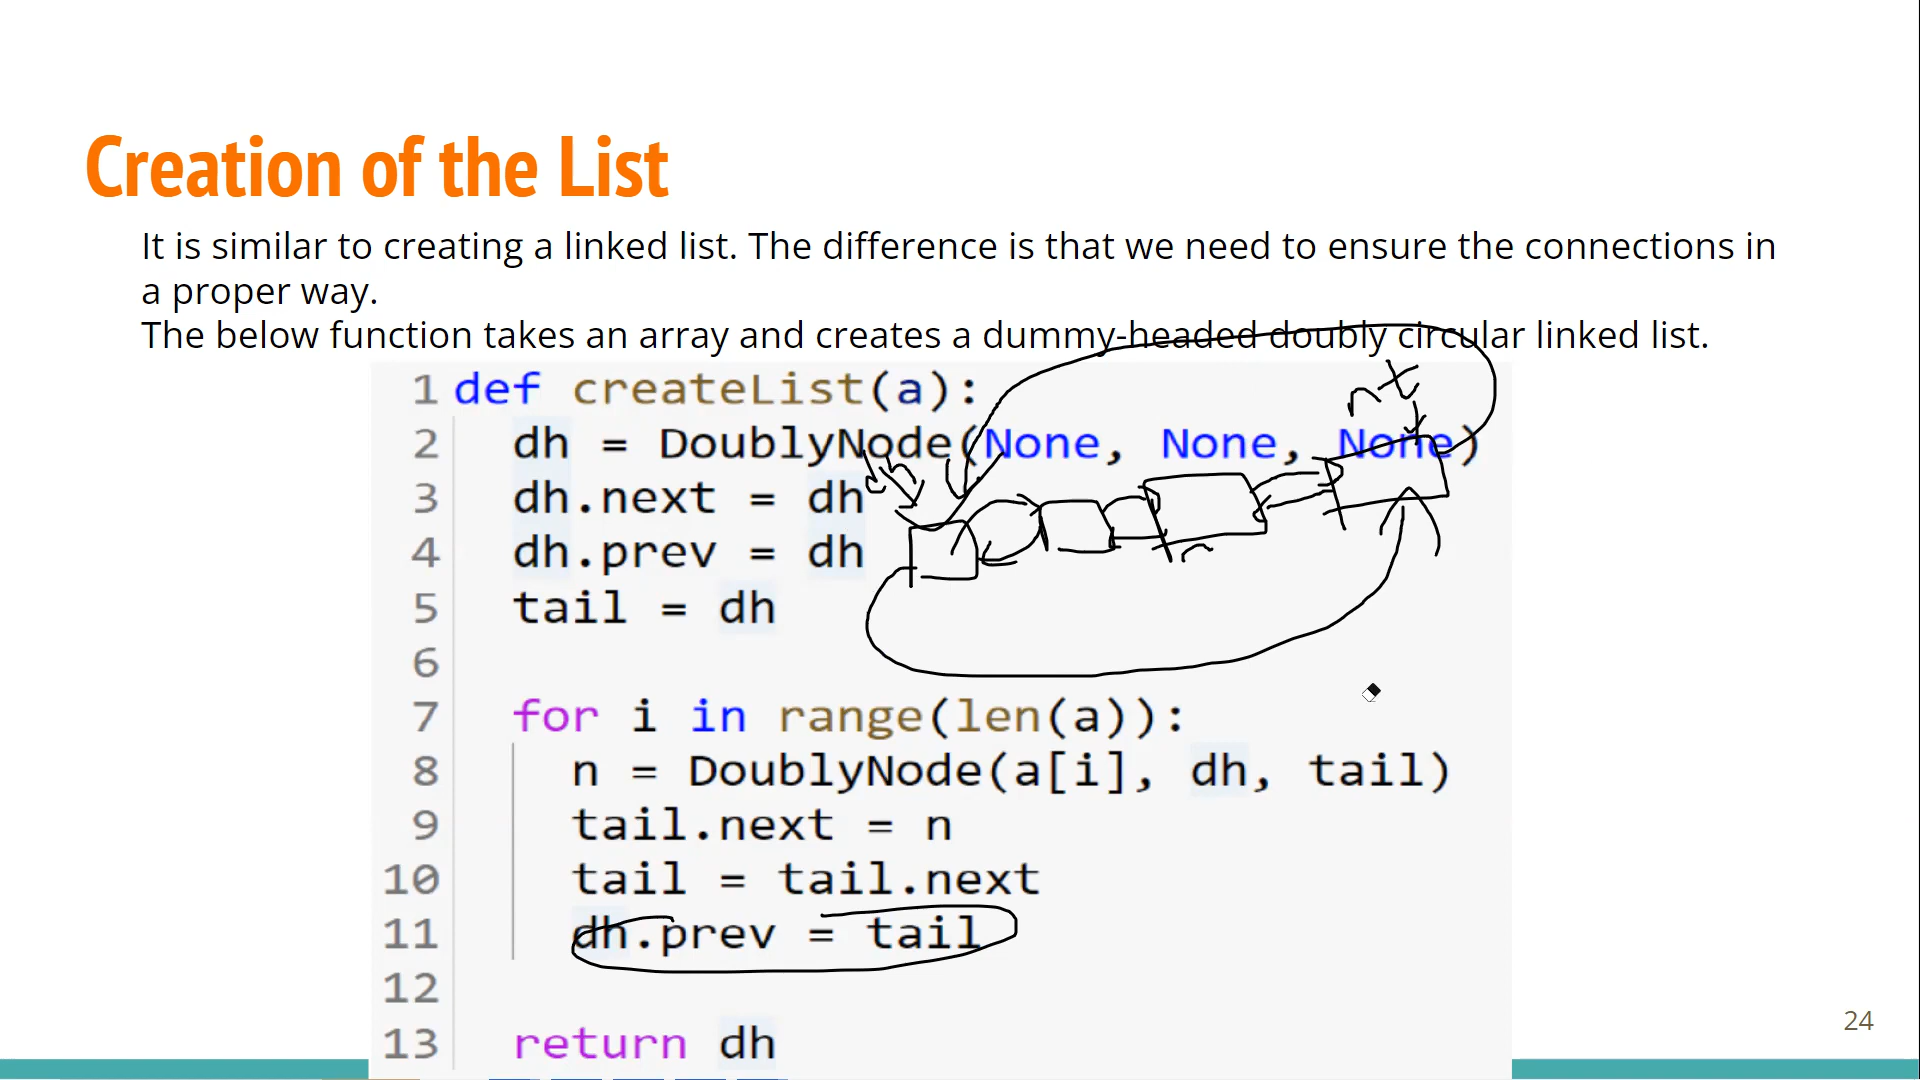 Creation of the List
It is similar to creating a linked list. The difference is that we need to ensure the connections in
a proper way.
The below function takes an array and creates a dummy-headed doubly circular linked list.
1 def createList(a):
2 dh = DoublyNode(None, None, None)
3 dh.next = dh
4 dh.prev = dh
5 tail = dh
6
7 for i in range(len(a)):
8 n = DoublyNode(a[i], dh, tail)
9 tail.next = n
10 tail = tail.next
11 dh.prev = tail
12
13 return dh
24